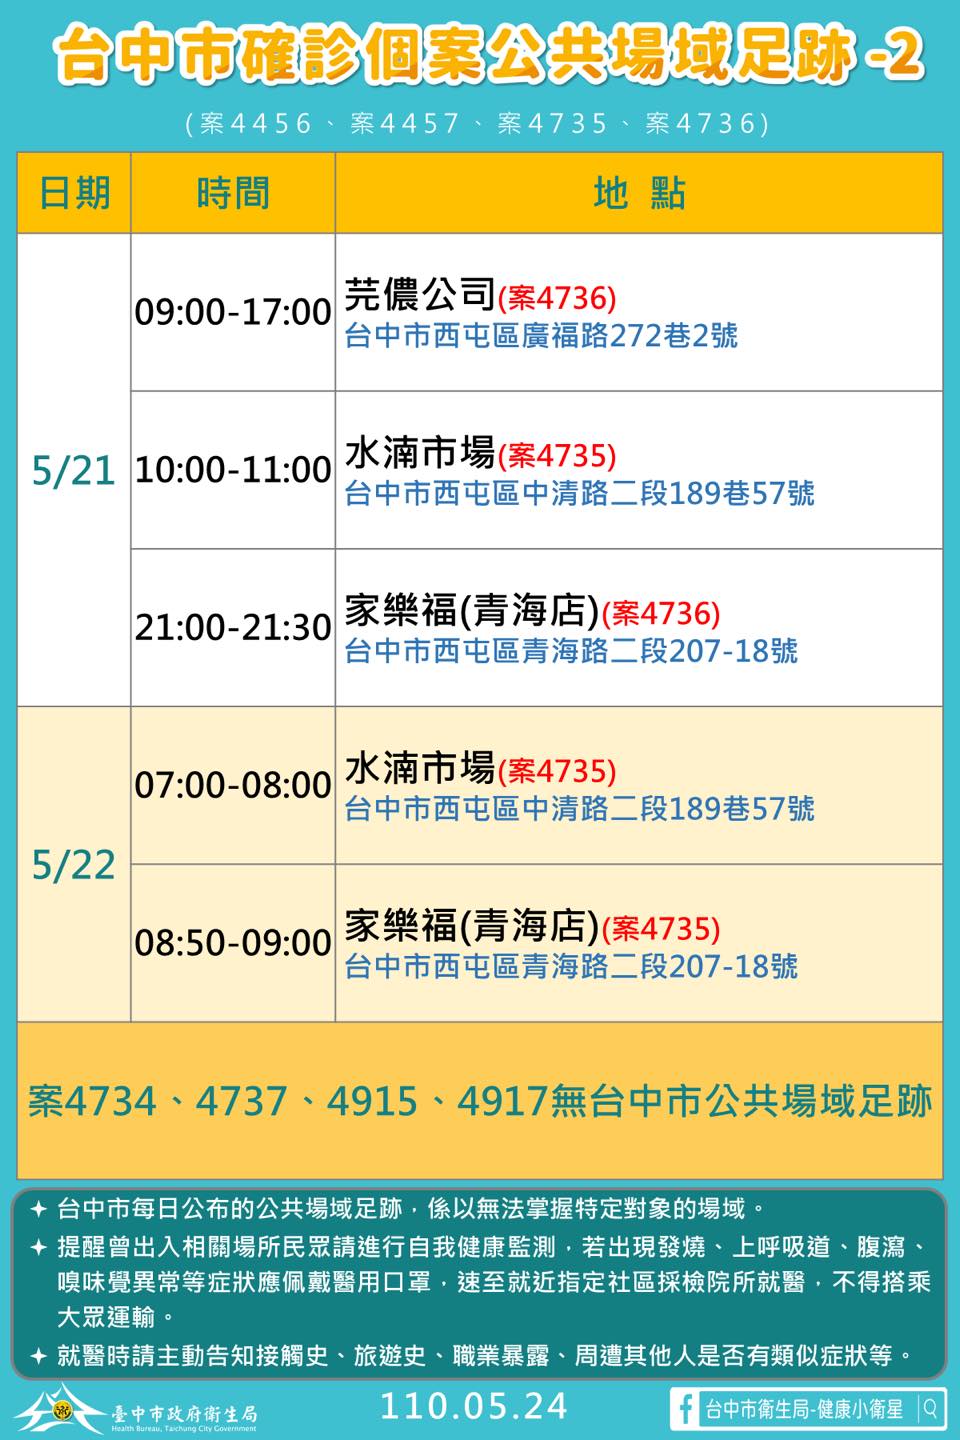 台中市確診個案公共場域足跡-2
(案4456、案4457、案4735、案4736)
日期 時間 地點
5/21
09:00-17:00
芫儂公司(案4736)
台中市西屯區廣福路272巷2號
10:00-11:00
水湳市場(案4735)
台中市西屯區中清路二段189巷57號
21:00-21:30
家樂福(青海店)(案4736)
台中市西屯區青海路二段207-18號
5/22
07:00-08:00
水湳市場(案4735)
台中市西屯區中清路二段189巷57號
08:50-09:00
家樂福(青海店)(案4735)
台中市西屯區青海路二段207-18號
案4734、4737、4915、4917無台中市公共場域足跡
台中市每日公布的公共場域足跡，係以無法掌握特定對象的場域。
提醒曾出入相關場所民眾請進行自我健康監測，若出現發燒、上呼吸道、腹瀉、
嗅味覺異常等症狀應佩戴醫用口罩，速至就近指定社區採檢院所就醫，不得搭乘
大眾運輸。
就醫時請主動告知接觸史、旅遊史、職業暴露、周遭其他人是否有類似症狀等。
臺中市政府衛生局
Health Bureau, Taichung City Government
110.05.24
台中市衛生局-健康小衛星